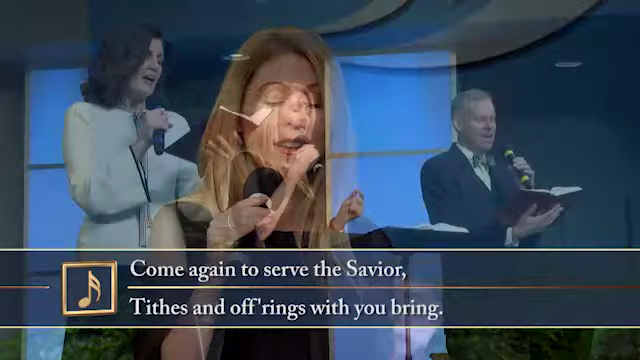 Come again to serve the Savior,
Tithes and off'rings with you bring.